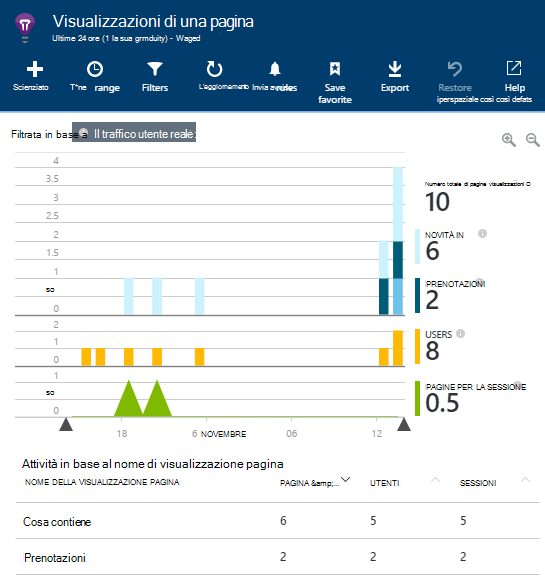 Visualizzazioni di una pagina
Ultime 24 ore (1 la sua grmduity) - Waged
Scienziato
T*ne range
Filters
L'aggiornamento
Invia a rules
Save favorite
Export
Restore
iperspaziale così così defats
Help
Filtrata in base a
Il traffico utente reale
4
3.5
3
2.5
2
1.5
1
so
0
2
1
0
1
so
0
18
6 NOVEMBRE
06
12
Numero totale di pagine visualizzazioni O
10
NOVITÀ IN
6
PRENOTAZIONI
2
USERS
8
PAGINE PER LA SESSIONE
0.5
Attività in base al nome di visualizzazione pagina
NOME DELLA VISUALIZZAZIONE PAGINA PAGINA &amp;... UTENTI SESSIONI
Cosa contiene 6 5 5
Prenotazioni 2 2 2